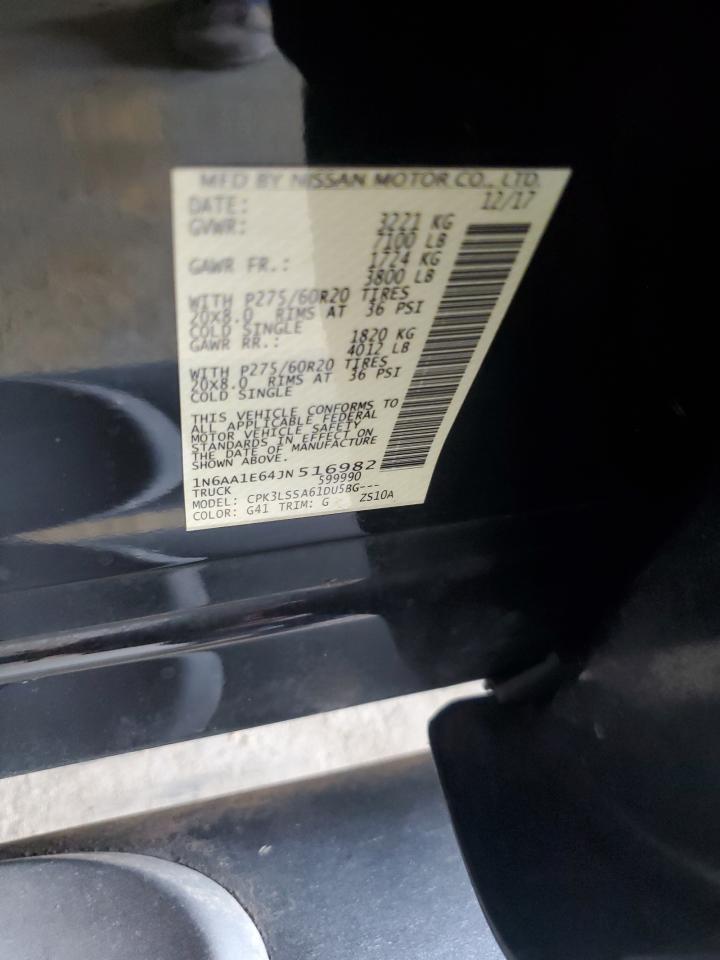 MFD BY NISSAN MOTOR CO., LTD.
DATE: 12/17
GVWR: 3221 KG
7100 LB
GAWR FR.: 1724 KG
3800 LB
WITH P275/60R20 TIRES
20X8.0 RIMS AT 36 PSI
COLD SINGLE
GAWR RR.: 1820 KG
4012 LB
WITH P275/60R20 TIRES
20X8.0 RIMS AT 36 PSI
COLD SINGLE
THIS VEHICLE CONFORMS TO
ALL APPLICABLE FEDERAL
MOTOR VEHICLE SAFETY
STANDARDS IN EFFECT ON
THE DATE OF MANUFACTURE
SHOWN ABOVE.
1N6AA1E64JN516982
TRUCK 599990
MODEL: CPK3LSSA61DU5BG---
COLOR: G41 TRIM: G ZS10A